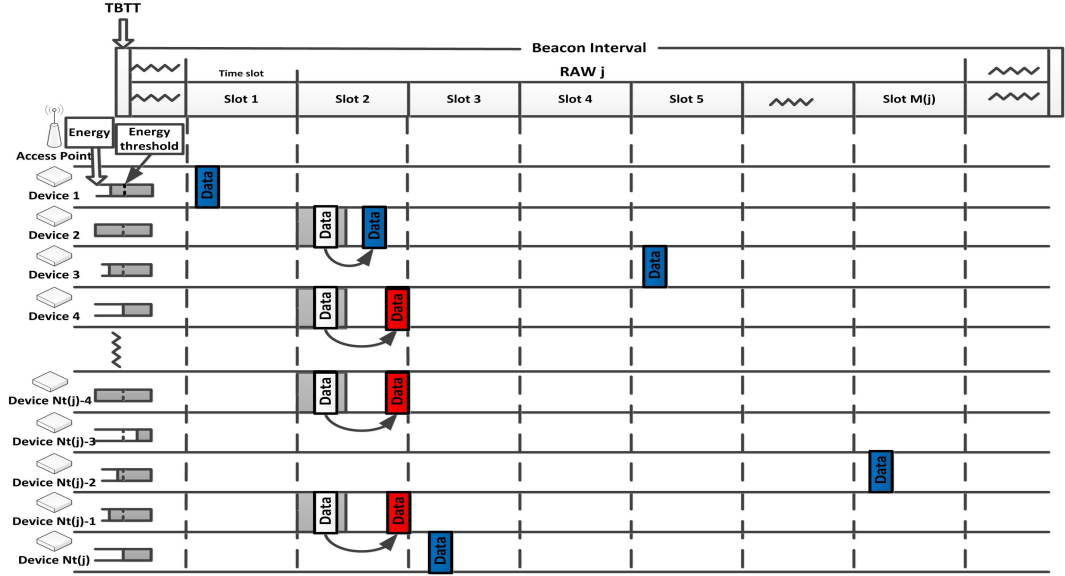 TBTT
Beacon Interval
Time slot
RAW j
Slot 1
Slot 2
Slot 3
Slot 4
Slot 5
Slot M(j)
Energy
Energy
threshold
Access Point
Device 1
Data
Device 2
Data
Data
Device 3
Data
Device 4
Data
Data
Device Nt(j)-4
Data
Data
Device Nt(j)-3
Device Nt(j)-2
Data
Device Nt(j)-1
Data
Data
Device Nt(j)
Data